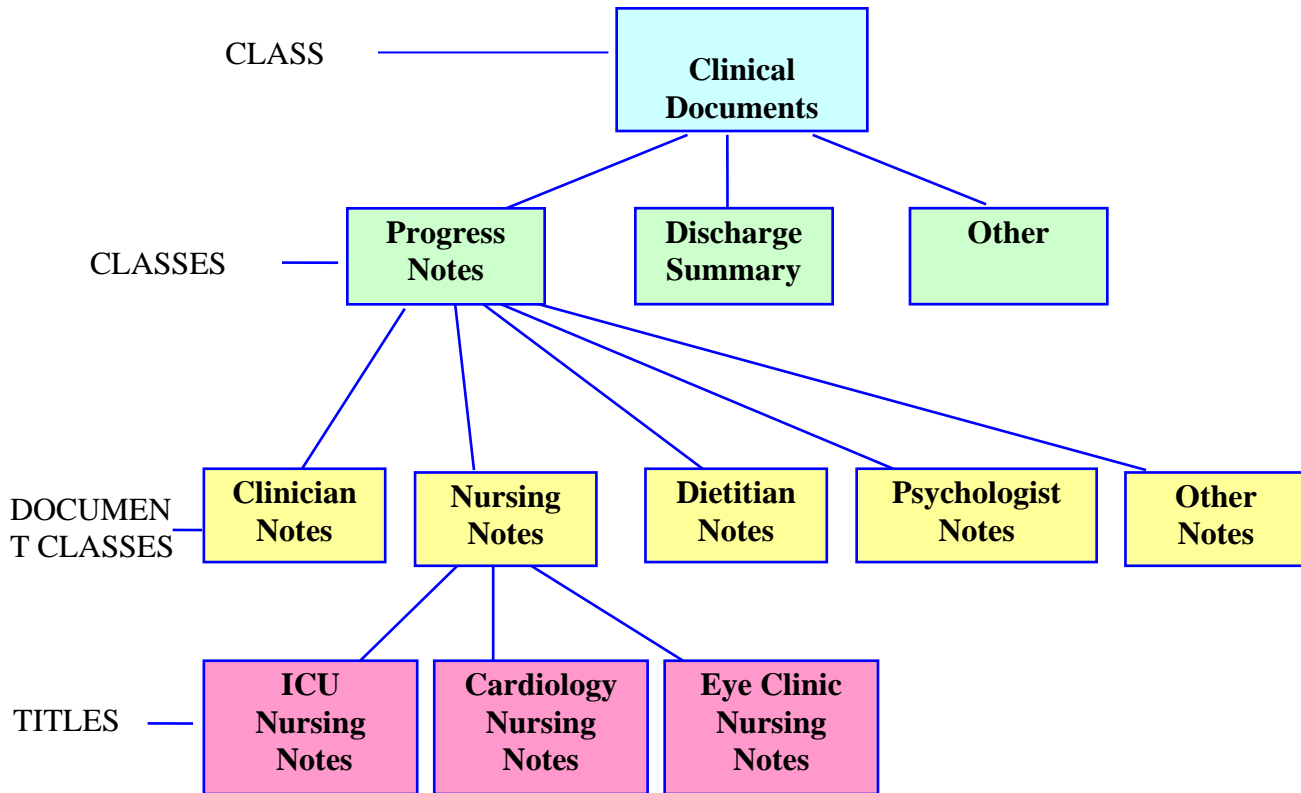 CLASS
Clinical
Documents
CLASSES
Progress
Notes
Discharge
Summary
Other
DOCUMEN
T CLASSES
Clinician
Notes
Nursing
Notes
Dietitian
Notes
Psychologist
Notes
Other
Notes
TITLES
ICU
Nursing
Notes
Cardiology
Nursing
Notes
Eye Clinic
Nursing
Notes